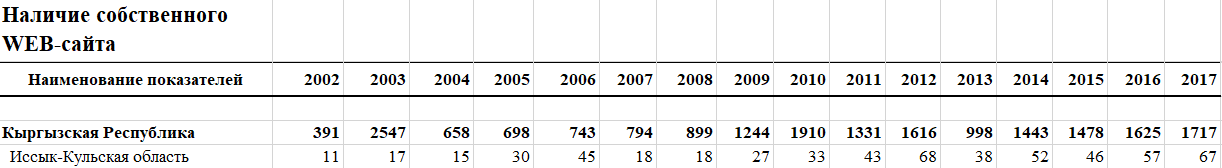 Наличие собственного
WEB-сайта
Наименование показателей 2002 2003 2004 2005 2006 2007 2008 2009 2010 2011 2012 2013 2014 2015 2016 2017
Кыргызская Республика 391 2547 658 698 743 794 899 1244 1910 1331 1616 998 1443 1478 1625 1717
Иссык-Кульская область 11 17 15 30 45 18 18 27 33 43 68 38 52 46 57 67